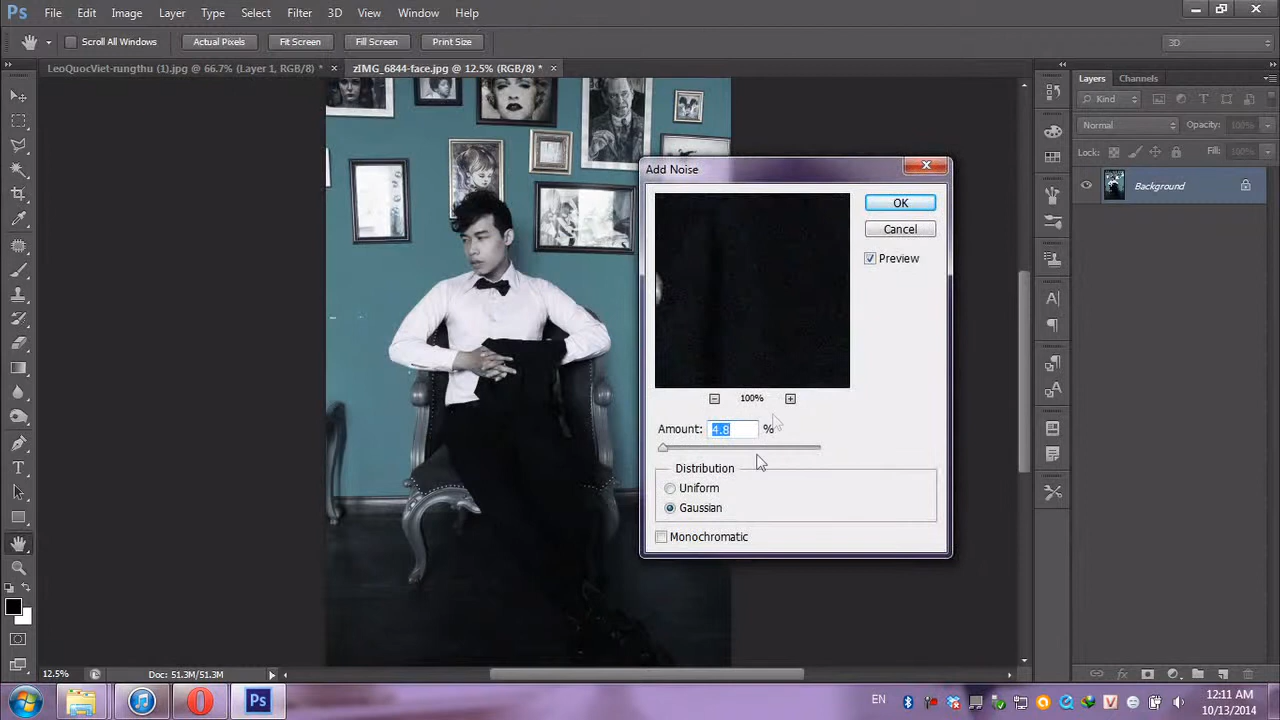 Ps File Edit Image Layer Type Select Filter 3D View Window Help
Scroll All Windows Actual Pixels Fit Screen Fill Screen Print Size 3D
LeoQuocViet-rungthu (1).jpg @ 66.7% (Layer 1, RGB/8) * × zIMG_6844-face.jpg @ 12.5% (RGB/8) * ×
Layers Channels
Kind
Normal Opacity: 100%
Lock: Fill: 100%
Background
Add Noise
OK
Cancel
Preview
100%
Amount: 4.8 %
Distribution
Uniform
Gaussian
Monochromatic
12.5% Doc: 51.3M/51.3M
Ps EN 12:11 AM
10/13/2014